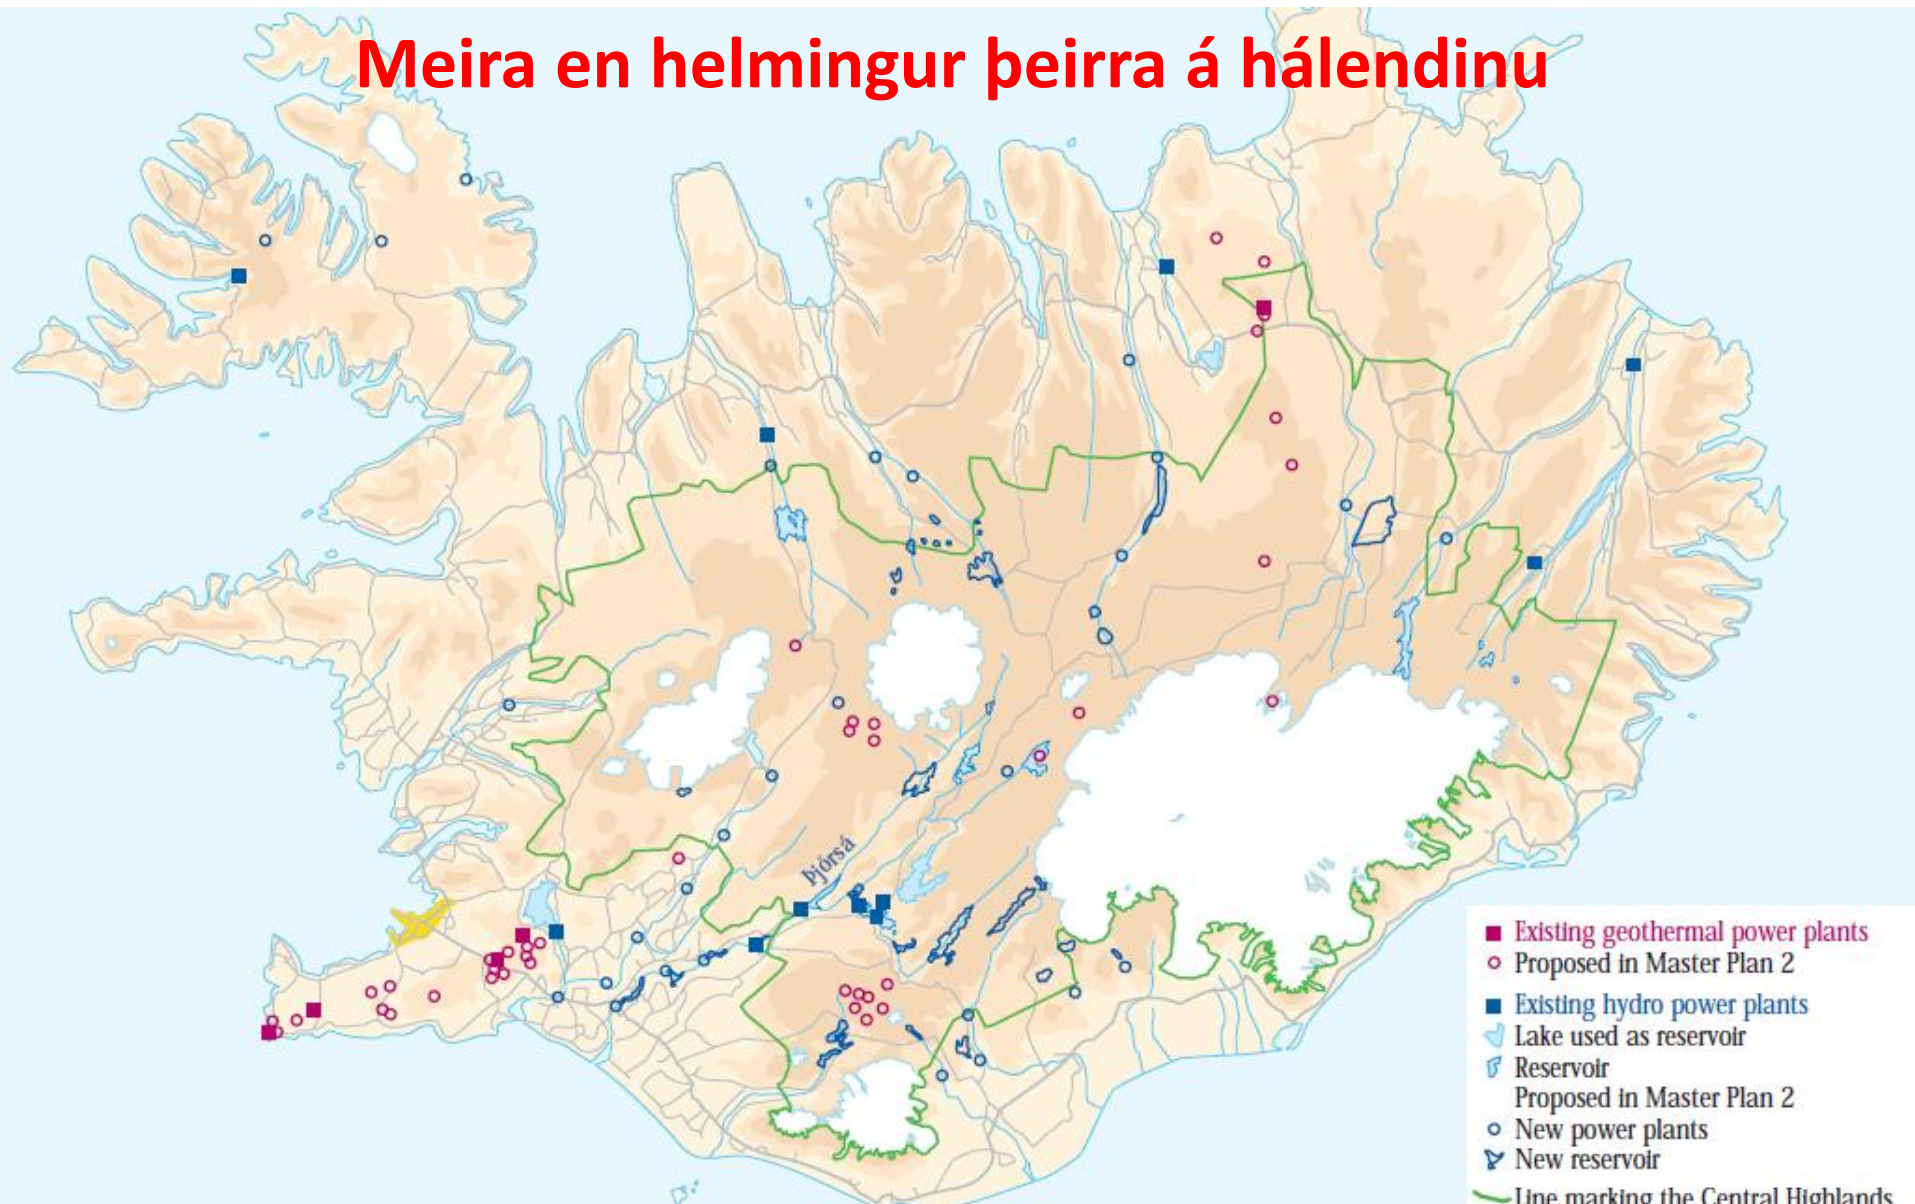 Meira en helmingur þeirra á hálendinu
Þjórsá
Existing geothermal power plants
Proposed in Master Plan 2
Existing hydro power plants
Lake used as reservoir
Reservoir
Proposed in Master Plan 2
New power plants
New reservoir
Line marking the Central Highlands